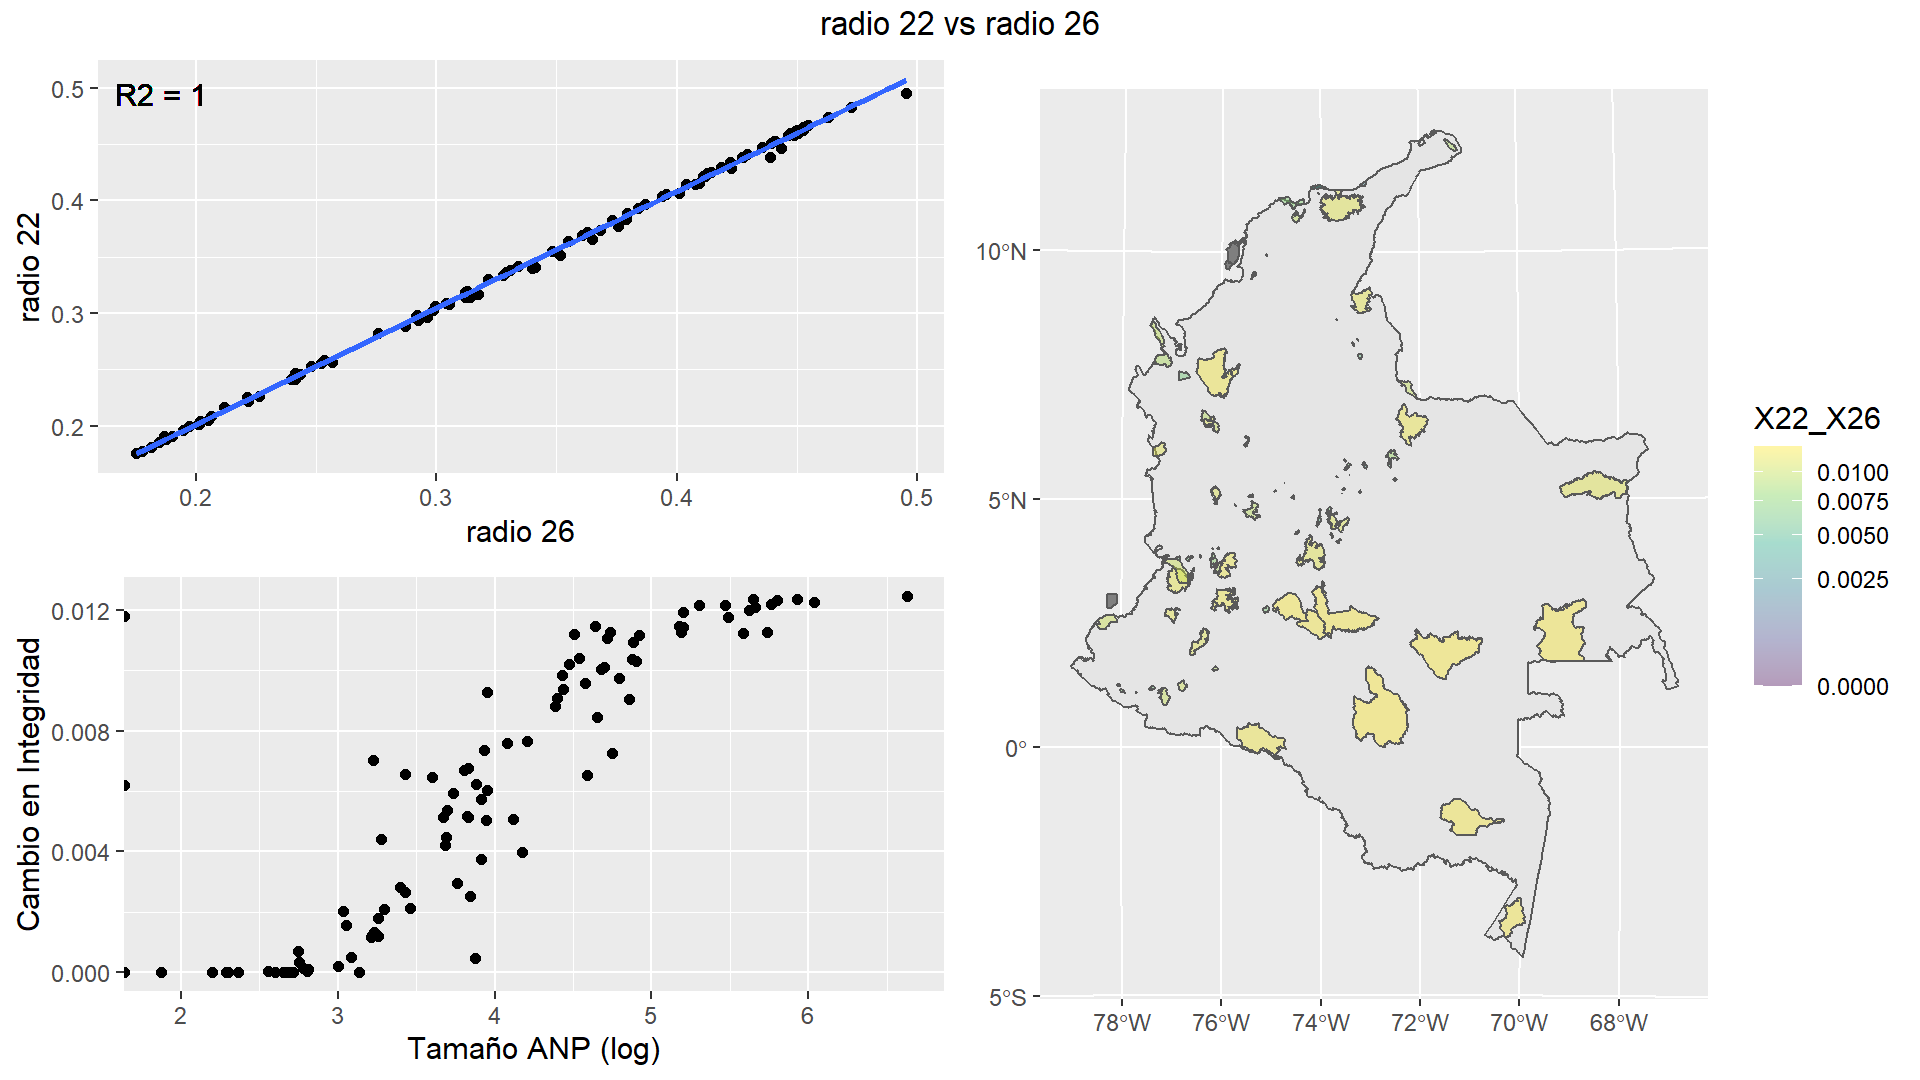 radio 22 vs radio 26
R2 = 1
0.5
0.4
0.3
0.2
radio 22
0.2 0.3 0.4 0.5
radio 26
0.012
0.008
0.004
0.000
Cambio en Integridad
2 3 4 5 6
Tamaño ANP (log)
10°N
5°N
0°
5°S
78°W 76°W 74°W 72°W 70°W 68°W
X22_X26
0.0100
0.0075
0.0050
0.0025
0.0000